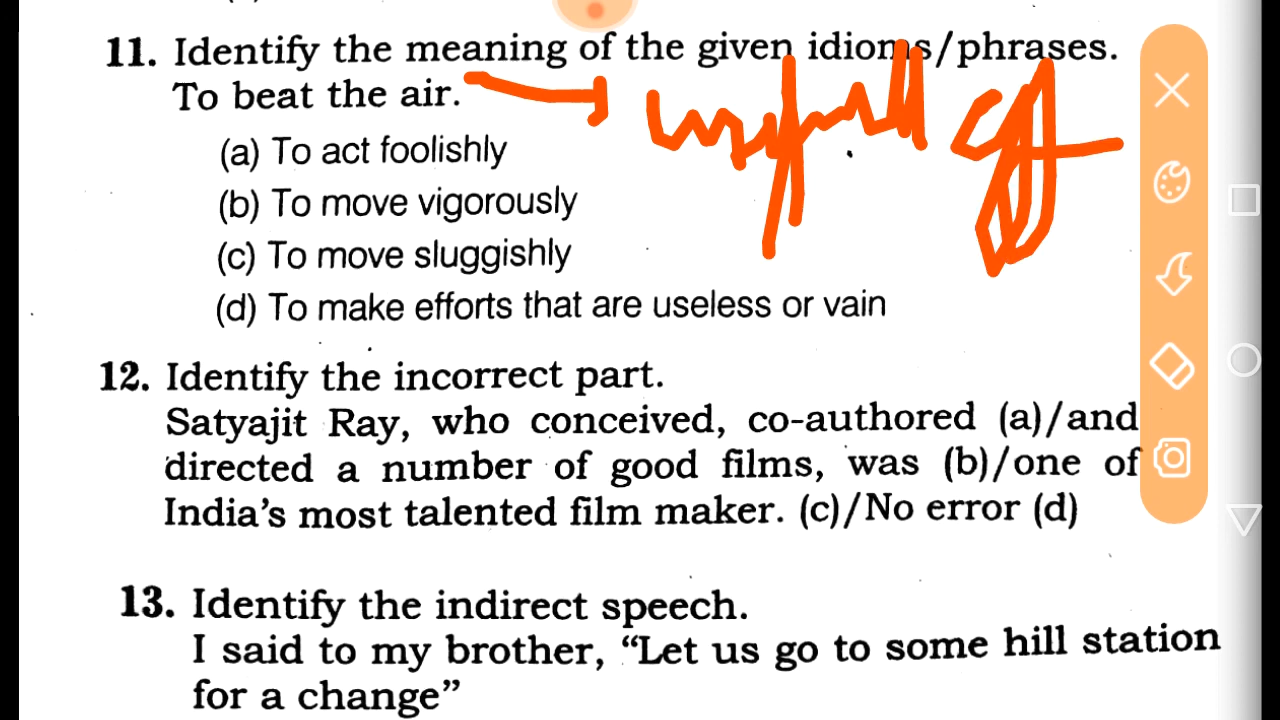 11. Identify the meaning of the given idioms/phrases.
To beat the air.
(a) To act foolishly
(b) To move vigorously
(c) To move sluggishly
(d) To make efforts that are useless or vain
12. Identify the incorrect part.
Satyajit Ray, who conceived, co-authored (a)/and
directed a number of good films, was (b)/one of
India's most talented film maker. (c)/No error (d)
13. Identify the indirect speech.
I said to my brother, “Let us go to some hill station
for a change”